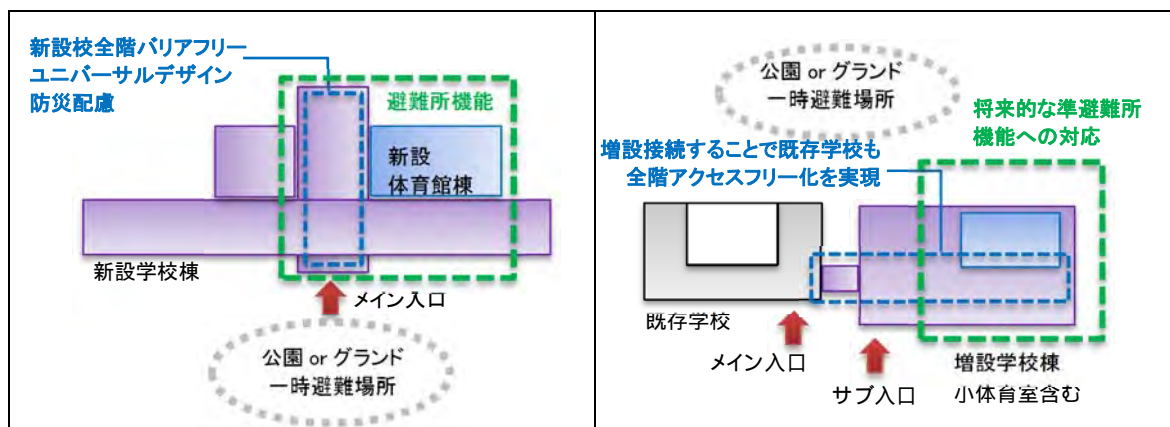 新設校全階バリアフリー
ユニバーサルデザイン
防災配慮
避難所機能
新設
体育館棟
新設学校棟
メイン入口
公園 or グランド
一時避難場所
公園 or グランド
一時避難場所
将来的な準避難所
機能への対応
増設接続することで既存学校も
全階アクセスフリー化を実現
既存学校
メイン入口
サブ入口
増設学校棟
小体育室含む